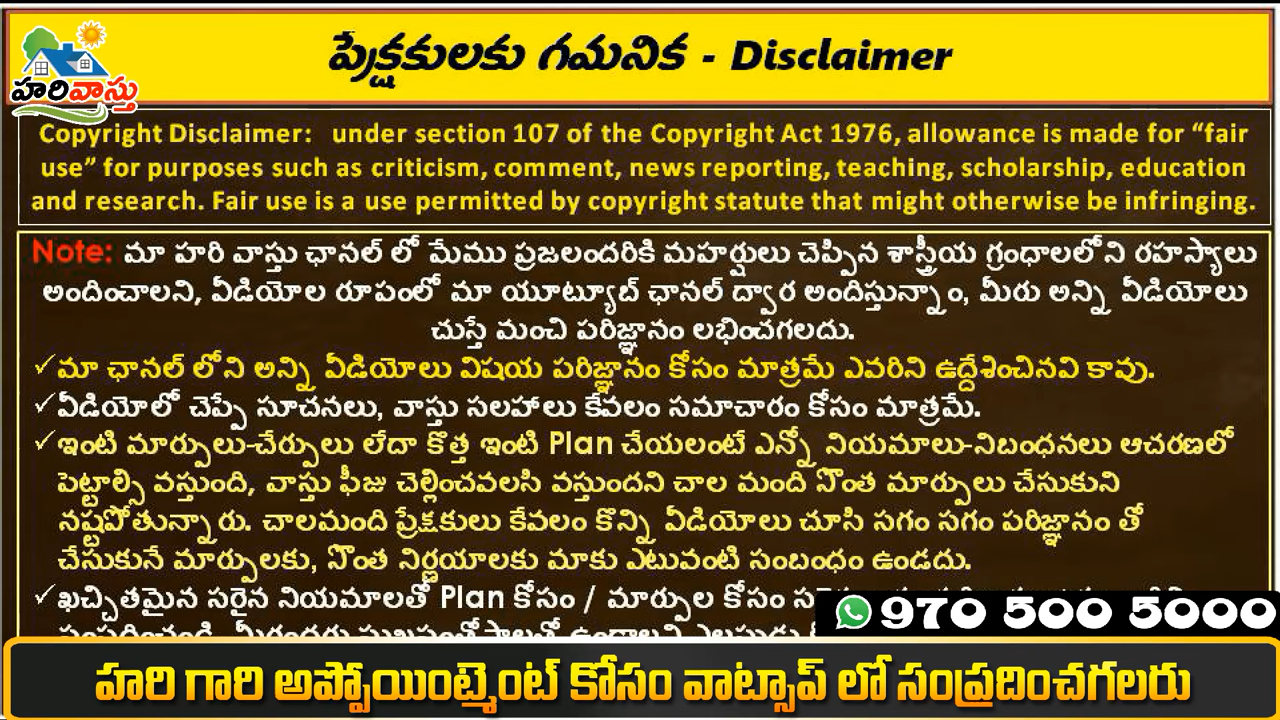 హరివాస్తు
ప్రేక్షకులకు గమనిక - Disclaimer
Copyright Disclaimer: under section 107 of the Copyright Act 1976, allowance is made for “fair
use” for purposes such as criticism, comment, news reporting, teaching, scholarship, education
and research. Fair use is a use permitted by copyright statute that might otherwise be infringing.
Note: మా హరి వాస్తు ఛానల్ లో మేము ప్రజలందరికి మహర్షులు చెప్పిన శాస్త్రీయ గ్రంధాలలోని రహస్యాలు
అందించాలని, వీడియోల రూపంలో మా యూట్యూబ్ ఛానల్ ద్వార అందిస్తున్నాం, మీరు అన్ని వీడియోలు
చుస్తే మంచి పరిజ్ఞానం లభించగలదు.
✓మా ఛానల్ లోని అన్ని వీడియోలు విషయ పరిజ్ఞానం కోసం మాత్రమే ఎవరిని ఉద్దేశించినవి కావు.
✓వీడియోలో చెప్పే సూచనలు, వాస్తు సలహాలు కేవలం సమాచారం కోసం మాత్రమే.
✓ఇంటి మార్పులు-చేర్పులు లేదా కొత్త ఇంటి Plan చేయలంటే ఎన్నో నియమాలు-నిబంధనలు ఆచరణలో
పెట్టాల్సి వస్తుంది, వాస్తు ఫీజు చెల్లించవలసి వస్తుందని చాల మంది సొంత మార్పులు చేసుకుని
నష్టపోతున్నారు. చాలమంది ప్రేక్షకులు కేవలం కొన్ని వీడియోలు చూసి సగం సగం పరిజ్ఞానం తో
చేసుకునే మార్పులకు, సొంత నిర్ణయాలకు మాకు ఎటువంటి సంబంధం ఉండదు.
✓ఖచ్చితమైన సరైన నియమాలతో Plan కోసం / మార్పుల కోసం
970 500 5000
హరి గారి అప్పోయింట్మెంట్ కోసం వాట్సాప్ లో సంప్రదించగలరు